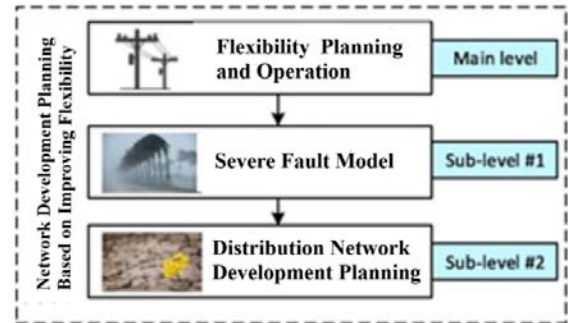 Network Development Planning
Based on Improving Flexibility
Flexibility Planning
and Operation
Main level
Severe Fault Model
Sub-level #1
Distribution Network
Development Planning
Sub-level #2